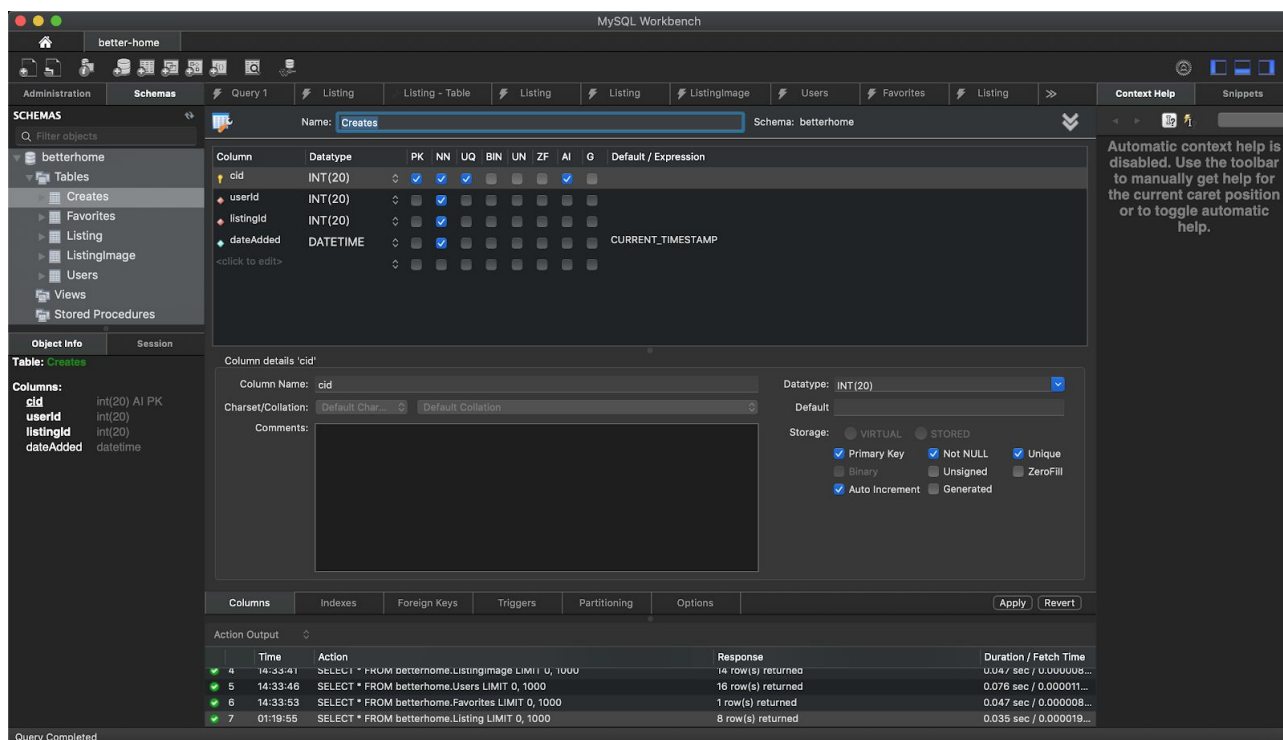 MySQL Workbench
better-home
Administration Schemas Query 1 Listing Listing - Table Listing Listing ListingImage Users Favorites Listing >> Context Help Snippets
SCHEMAS
Filter objects
betterhome
Tables
Creates
Favorites
Listing
ListingImage
Users
Views
Stored Procedures
Object Info Session
Table: Creates
Columns:
cid int(20) AI PK
userId int(20)
listingId int(20)
dateAdded datetime
Name: Creates Schema: betterhome
Column Datatype PK NN UQ BIN UN ZF AI G Default / Expression
cid INT(20)
userId INT(20)
listingId INT(20)
dateAdded DATETIME CURRENT_TIMESTAMP
<click to edit>
Column details 'cid'
Column Name: cid Datatype: INT(20)
Charset/Collation: Default Char... Default Collation Default
Comments: Storage: VIRTUAL STORED
Primary Key Not NULL Unique
Binary Unsigned ZeroFill
Auto Increment Generated
Columns Indexes Foreign Keys Triggers Partitioning Options Apply Revert
Action Output
Time Action Response Duration / Fetch Time
4 14:33:41 SELECT * FROM betterhome.ListingImage LIMIT 0, 1000 14 row(s) returned 0.047 sec / 0.000008...
5 14:33:46 SELECT * FROM betterhome.Users LIMIT 0, 1000 16 row(s) returned 0.076 sec / 0.000011...
6 14:33:53 SELECT * FROM betterhome.Favorites LIMIT 0, 1000 1 row(s) returned 0.047 sec / 0.000008...
7 01:19:55 SELECT * FROM betterhome.Listing LIMIT 0, 1000 8 row(s) returned 0.035 sec / 0.000019...
Automatic context help is
disabled. Use the toolbar
to manually get help for
the current caret position
or to toggle automatic
help.
Query Completed